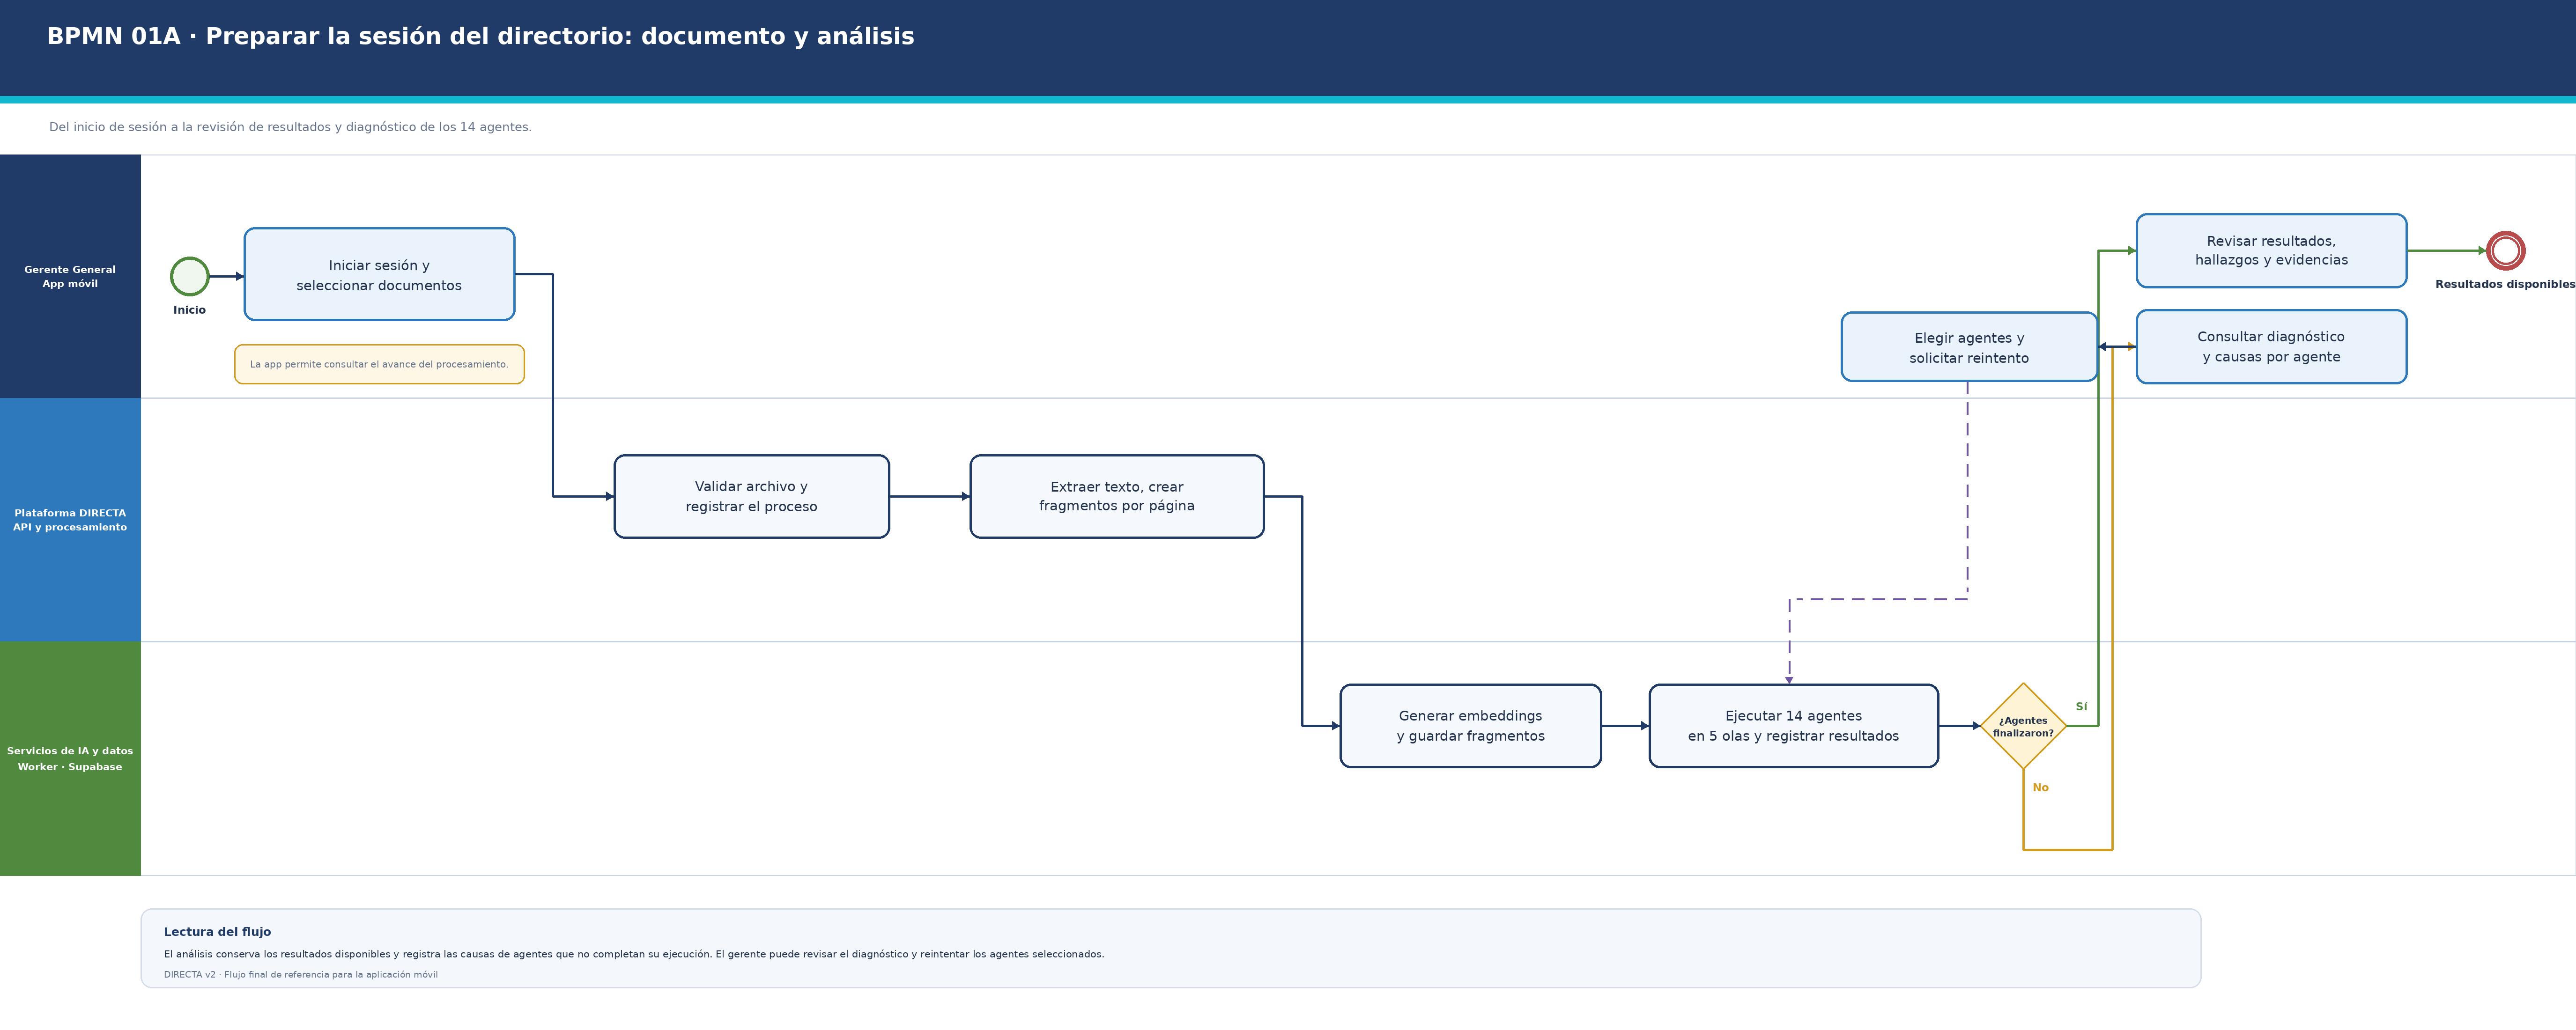 BPMN 01A · Preparar la sesión del directorio: documento y análisis
Del inicio de sesión a la revisión de resultados y diagnóstico de los 14 agentes.
Gerente General
App móvil
Inicio
Iniciar sesión y
seleccionar documentos
La app permite consultar el avance del procesamiento.
Elegir agentes y
solicitar reintento
Revisar resultados,
hallazgos y evidencias
Resultados disponibles
Consultar diagnóstico
y causas por agente
Plataforma DIRECTA
API y procesamiento
Validar archivo y
registrar el proceso
Extraer texto, crear
fragmentos por página
Servicios de IA y datos
Worker · Supabase
Generar embeddings
y guardar fragmentos
Ejecutar 14 agentes
en 5 olas y registrar resultados
¿Agentes
finalizaron?
Sí
No
Lectura del flujo
El análisis conserva los resultados disponibles y registra las causas de agentes que no completan su ejecución. El gerente puede revisar el diagnóstico y reintentar los agentes seleccionados.
DIRECTA v2 · Flujo final de referencia para la aplicación móvil